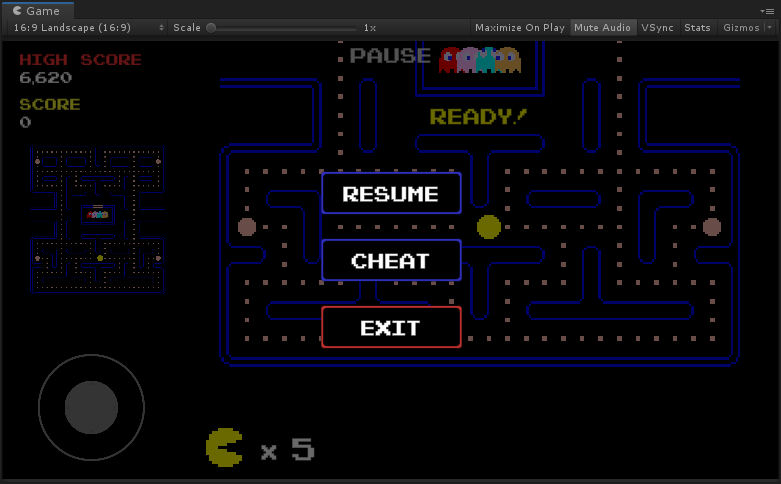 Game
16:9 Landscape (16:9) Scale 1x Maximize On Play Mute Audio VSync Stats Gizmos
HIGH SCORE
6,620
SCORE
0
PAUSE
READY!
RESUME
CHEAT
EXIT
x 5